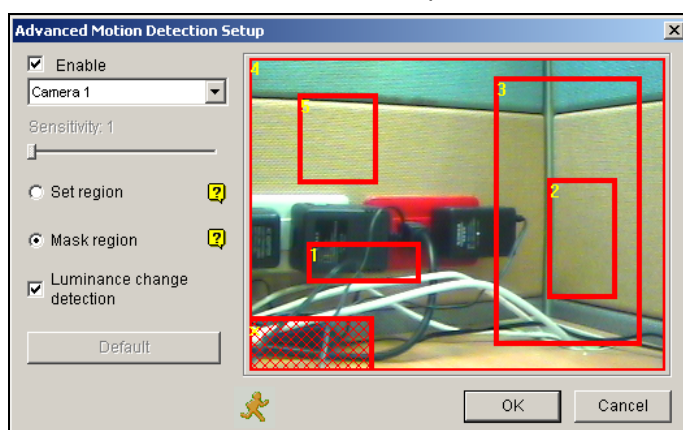 Advanced Motion Detection Setup
Enable
Camera 1
Sensitivity: 1
Set region
?
Mask region
?
Luminance change
detection
Default
4
5
3
2
1
x
OK
Cancel